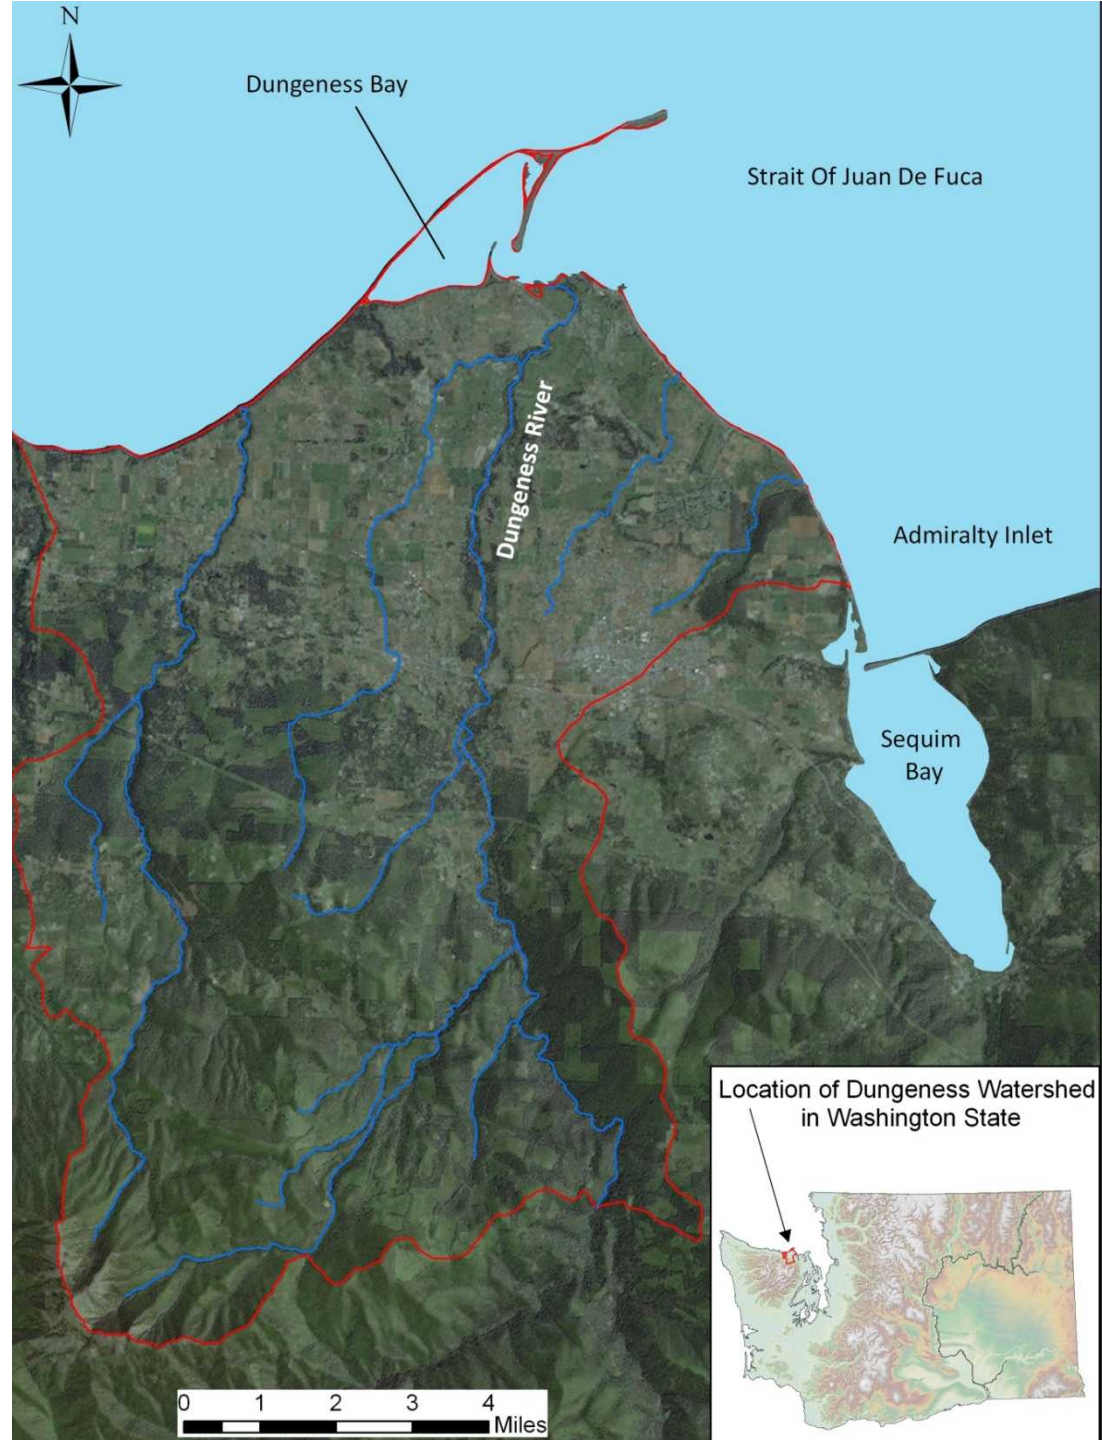 N
Dungeness Bay
Strait Of Juan De Fuca
Dungeness River
Admiralty Inlet
Sequim
Bay
Location of Dungeness Watershed
in Washington State
0 1 2 3 4
Miles